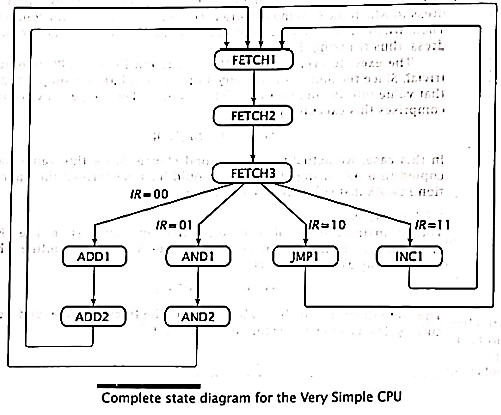 FETCH1
FETCH2
FETCH3
IR=00
IR=01
IR=10
IR=11
ADD1
AND1
JMP1
INC1
ADD2
AND2
Complete state diagram for the Very Simple CPU